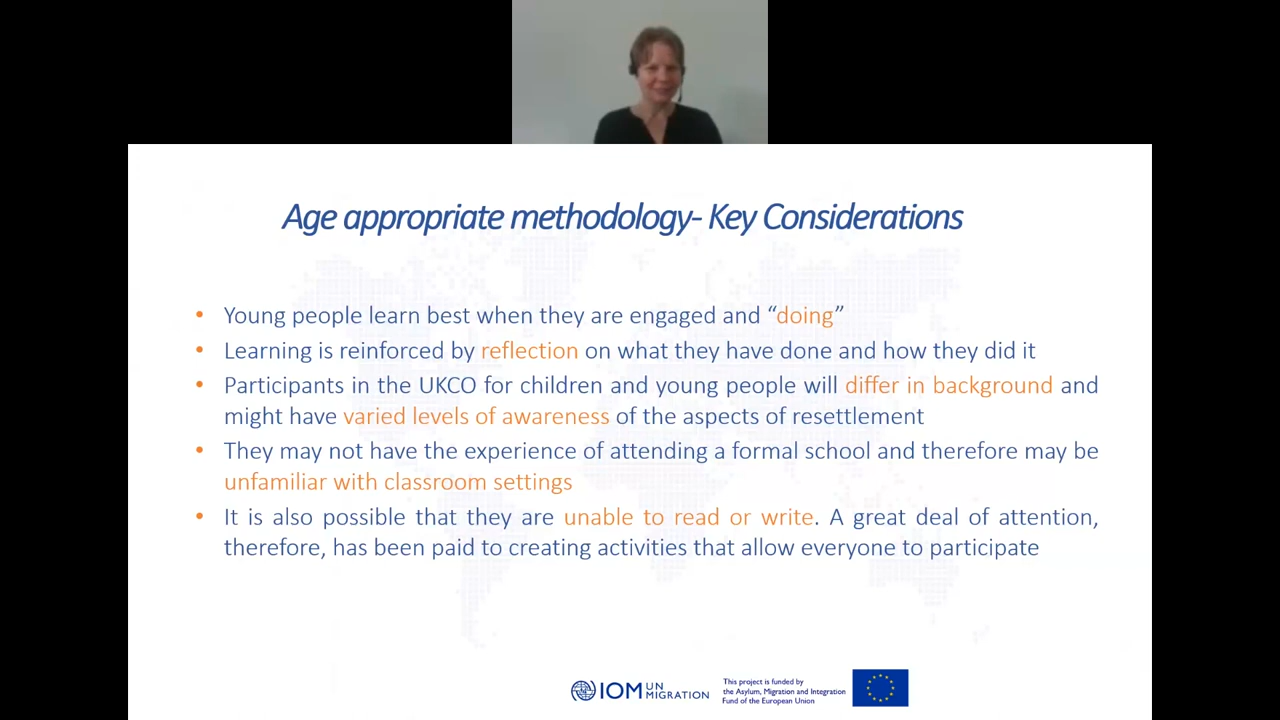 Age appropriate methodology- Key Considerations
• Young people learn best when they are engaged and “doing”
• Learning is reinforced by reflection on what they have done and how they did it
• Participants in the UKCO for children and young people will differ in background and
might have varied levels of awareness of the aspects of resettlement
• They may not have the experience of attending a formal school and therefore may be
unfamiliar with classroom settings
• It is also possible that they are unable to read or write. A great deal of attention,
therefore, has been paid to creating activities that allow everyone to participate
IOM UN MIGRATION
This project is funded by
the Asylum, Migration and Integration
Fund of the European Union